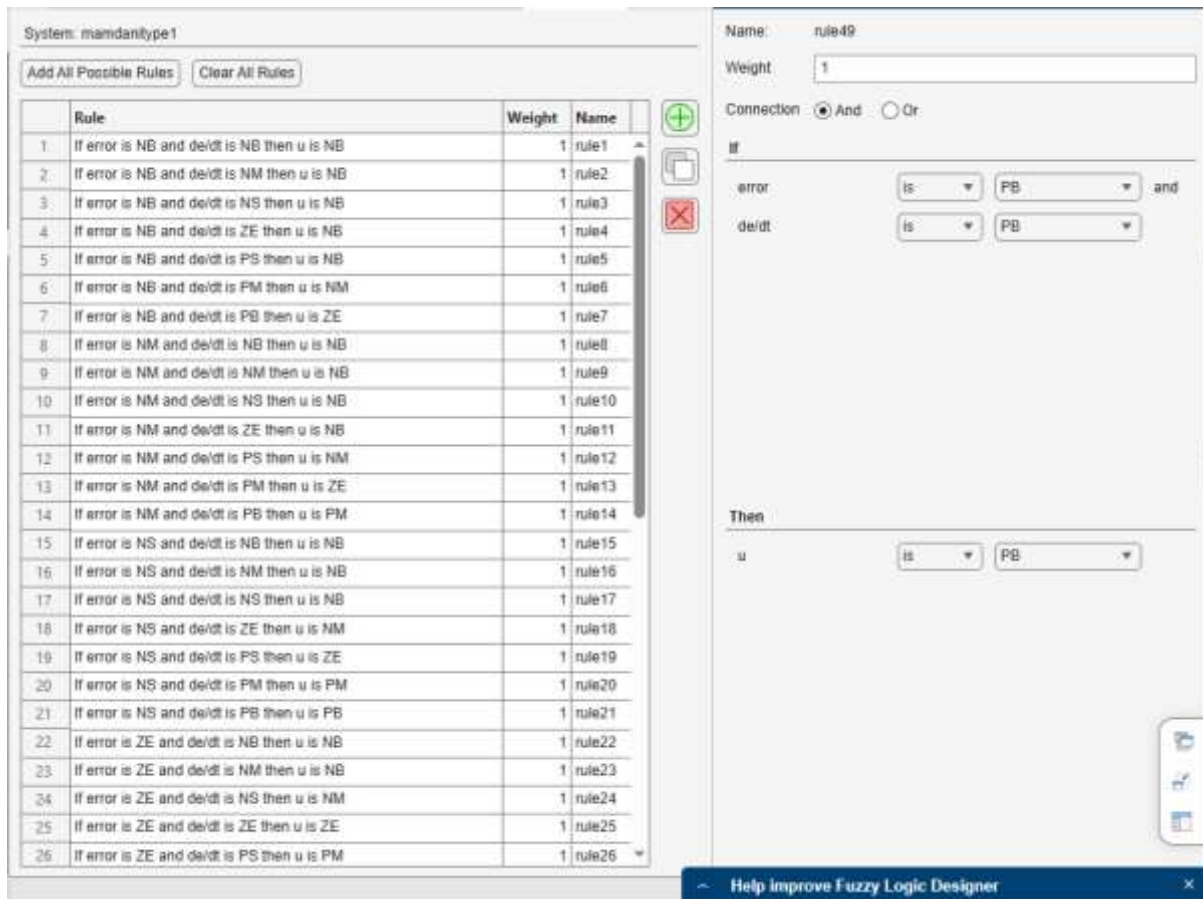 System: mamdanitype1
Add All Possible Rules Clear All Rules
Rule Weight Name
1 If error is NB and de/dt is NB then u is NB 1 rule1
2 If error is NB and de/dt is NM then u is NB 1 rule2
3 If error is NB and de/dt is NS then u is NB 1 rule3
4 If error is NB and de/dt is ZE then u is NB 1 rule4
5 If error is NB and de/dt is PS then u is NB 1 rule5
6 If error is NB and de/dt is PM then u is NM 1 rule6
7 If error is NB and de/dt is PB then u is ZE 1 rule7
8 If error is NM and de/dt is NB then u is NB 1 rule8
9 If error is NM and de/dt is NM then u is NB 1 rule9
10 If error is NM and de/dt is NS then u is NB 1 rule10
11 If error is NM and de/dt is ZE then u is NB 1 rule11
12 If error is NM and de/dt is PS then u is NM 1 rule12
13 If error is NM and de/dt is PM then u is ZE 1 rule13
14 If error is NM and de/dt is PB then u is PM 1 rule14
15 If error is NS and de/dt is NB then u is NB 1 rule15
16 If error is NS and de/dt is NM then u is NB 1 rule16
17 If error is NS and de/dt is NS then u is NB 1 rule17
18 If error is NS and de/dt is ZE then u is NM 1 rule18
19 If error is NS and de/dt is PS then u is ZE 1 rule19
20 If error is NS and de/dt is PM then u is PM 1 rule20
21 If error is NS and de/dt is PB then u is PB 1 rule21
22 If error is ZE and de/dt is NB then u is NB 1 rule22
23 If error is ZE and de/dt is NM then u is NB 1 rule23
24 If error is ZE and de/dt is NS then u is NM 1 rule24
25 If error is ZE and de/dt is ZE then u is ZE 1 rule25
26 If error is ZE and de/dt is PS then u is PM 1 rule26
Name: rule49
Weight 1
Connection And Or
If
error is PB and
de/dt is PB
Then
u is PB
Help Improve Fuzzy Logic Designer